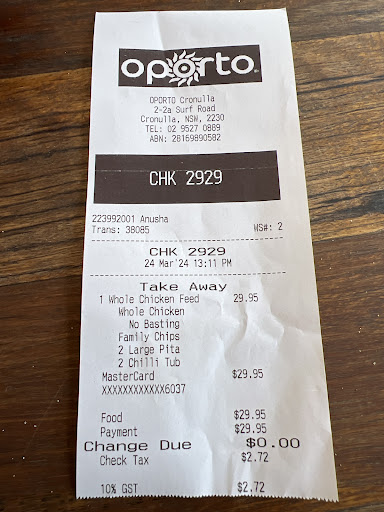 oporto
OPORTO Cronulla
2-2a Surf Road
Cronulla, NSW, 2230
TEL: 02 9527 0889
ABN: 28169890582
CHK 2929
223992001 Anusha
Trans: 38085 WS#: 2
CHK 2929
24 Mar'24 13:11 PM
Take Away
1 Whole Chicken Feed 29.95
Whole Chicken
No Basting
Family Chips
2 Large Pita
2 Chilli Tub
MasterCard $29.95
XXXXXXXXXXXX6037
Food $29.95
Payment $29.95
Change Due $0.00
Check Tax $2.72
10% GST $2.72